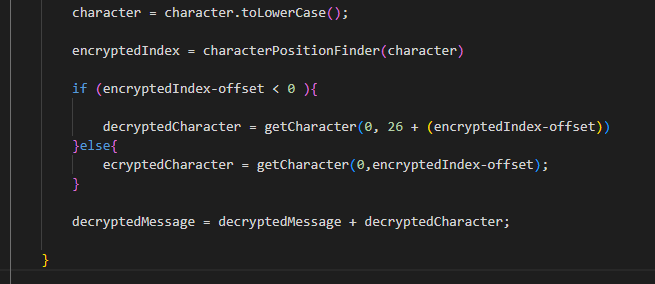 character = character.toLowerCase();
encryptedIndex = characterPositionFinder(character)
if (encryptedIndex-offset < 0 ){
decryptedCharacter = getCharacter(0, 26 + (encryptedIndex-offset))
}else{
ecryptedCharacter = getCharacter(0,encryptedIndex-offset);
}
decryptedMessage = decryptedMessage + decryptedCharacter;
}